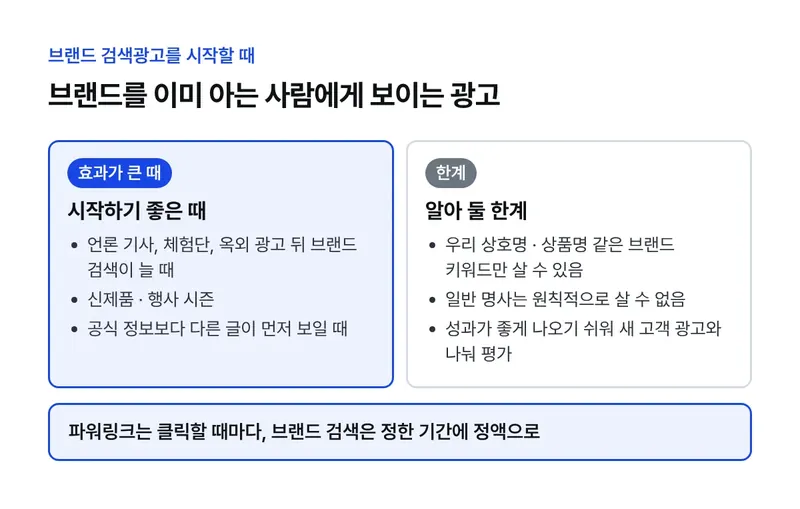 브랜드 검색광고를 시작할 때
브랜드를 이미 아는 사람에게 보이는 광고
효과가 큰 때
시작하기 좋은 때
• 언론 기사, 체험단, 옥외 광고 뒤 브랜드
검색이 늘 때
• 신제품 · 행사 시즌
• 공식 정보보다 다른 글이 먼저 보일 때
한계
알아 둘 한계
• 우리 상호명 · 상품명 같은 브랜드
키워드만 살 수 있음
• 일반 명사는 원칙적으로 살 수 없음
• 성과가 좋게 나오기 쉬워 새 고객 광고와
나눠 평가
파워링크는 클릭할 때마다, 브랜드 검색은 정한 기간에 정액으로